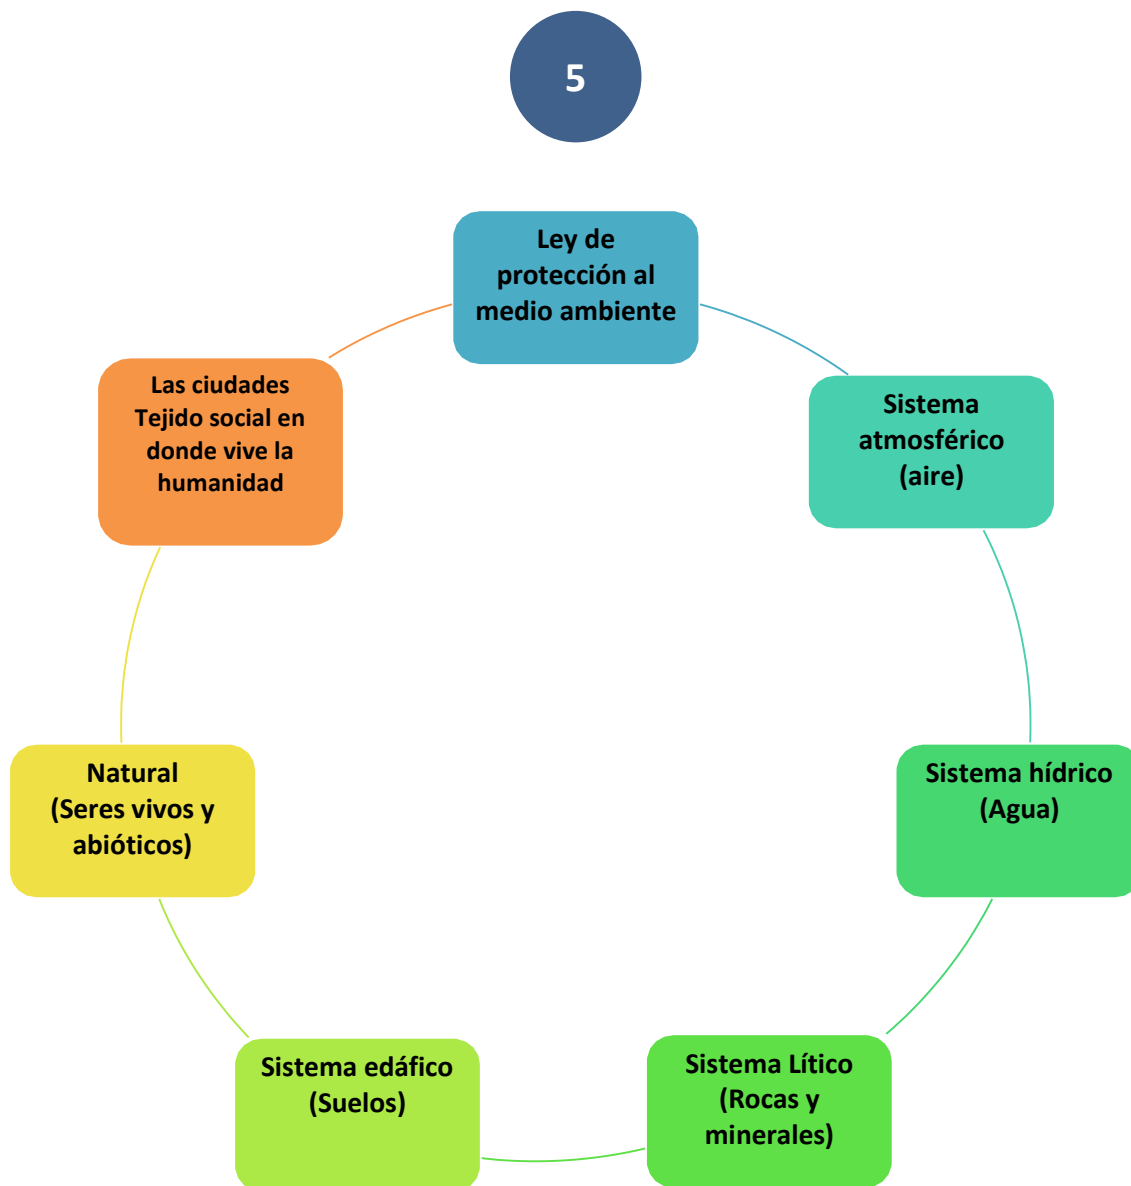 5
Ley de
protección al
medio ambiente
Sistema
atmosférico
(aire)
Sistema hídrico
(Agua)
Sistema Lítico
(Rocas y
minerales)
Sistema edáfico
(Suelos)
Natural
(Seres vivos y
abióticos)
Las ciudades
Tejido social en
donde vive la
humanidad